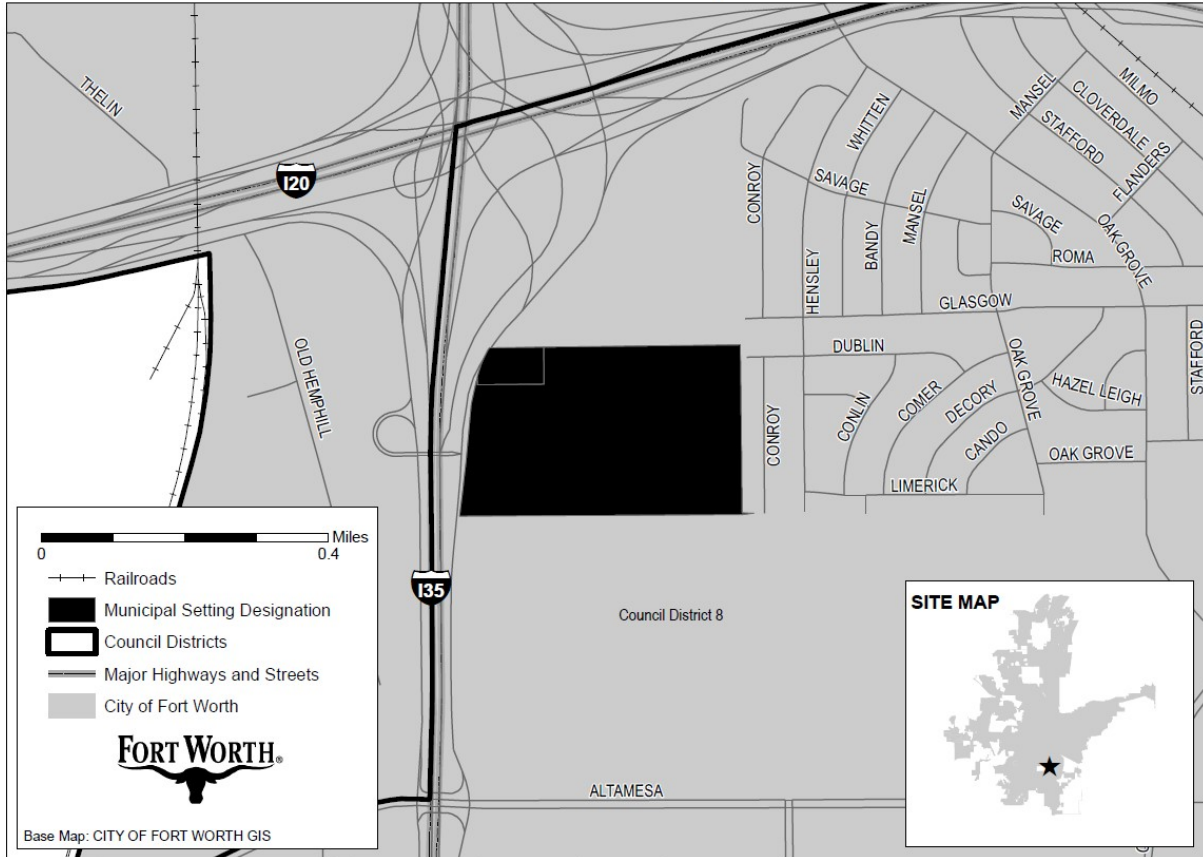 THELIN
I20
OLD HEMPHILL
I35
CONROY
WHITTEN
SAVAGE
HENSLEY
BANDY
MANSEL
MANSEL
STAFFORD
CLOVERDALE
MILMO
FLANDERS
SAVAGE
OAK GROVE
ROMA
GLASGOW
DUBLIN
CONROY
CONLIN
COMER
DECORY
CANDO
OAK GROVE
HAZEL LEIGH
STAFFORD
OAK GROVE
LIMERICK
Council District 8
ALTAMESA
Miles
0 0.4
Railroads
Municipal Setting Designation
Council Districts
Major Highways and Streets
City of Fort Worth
FORT WORTH®
Base Map: CITY OF FORT WORTH GIS
SITE MAP